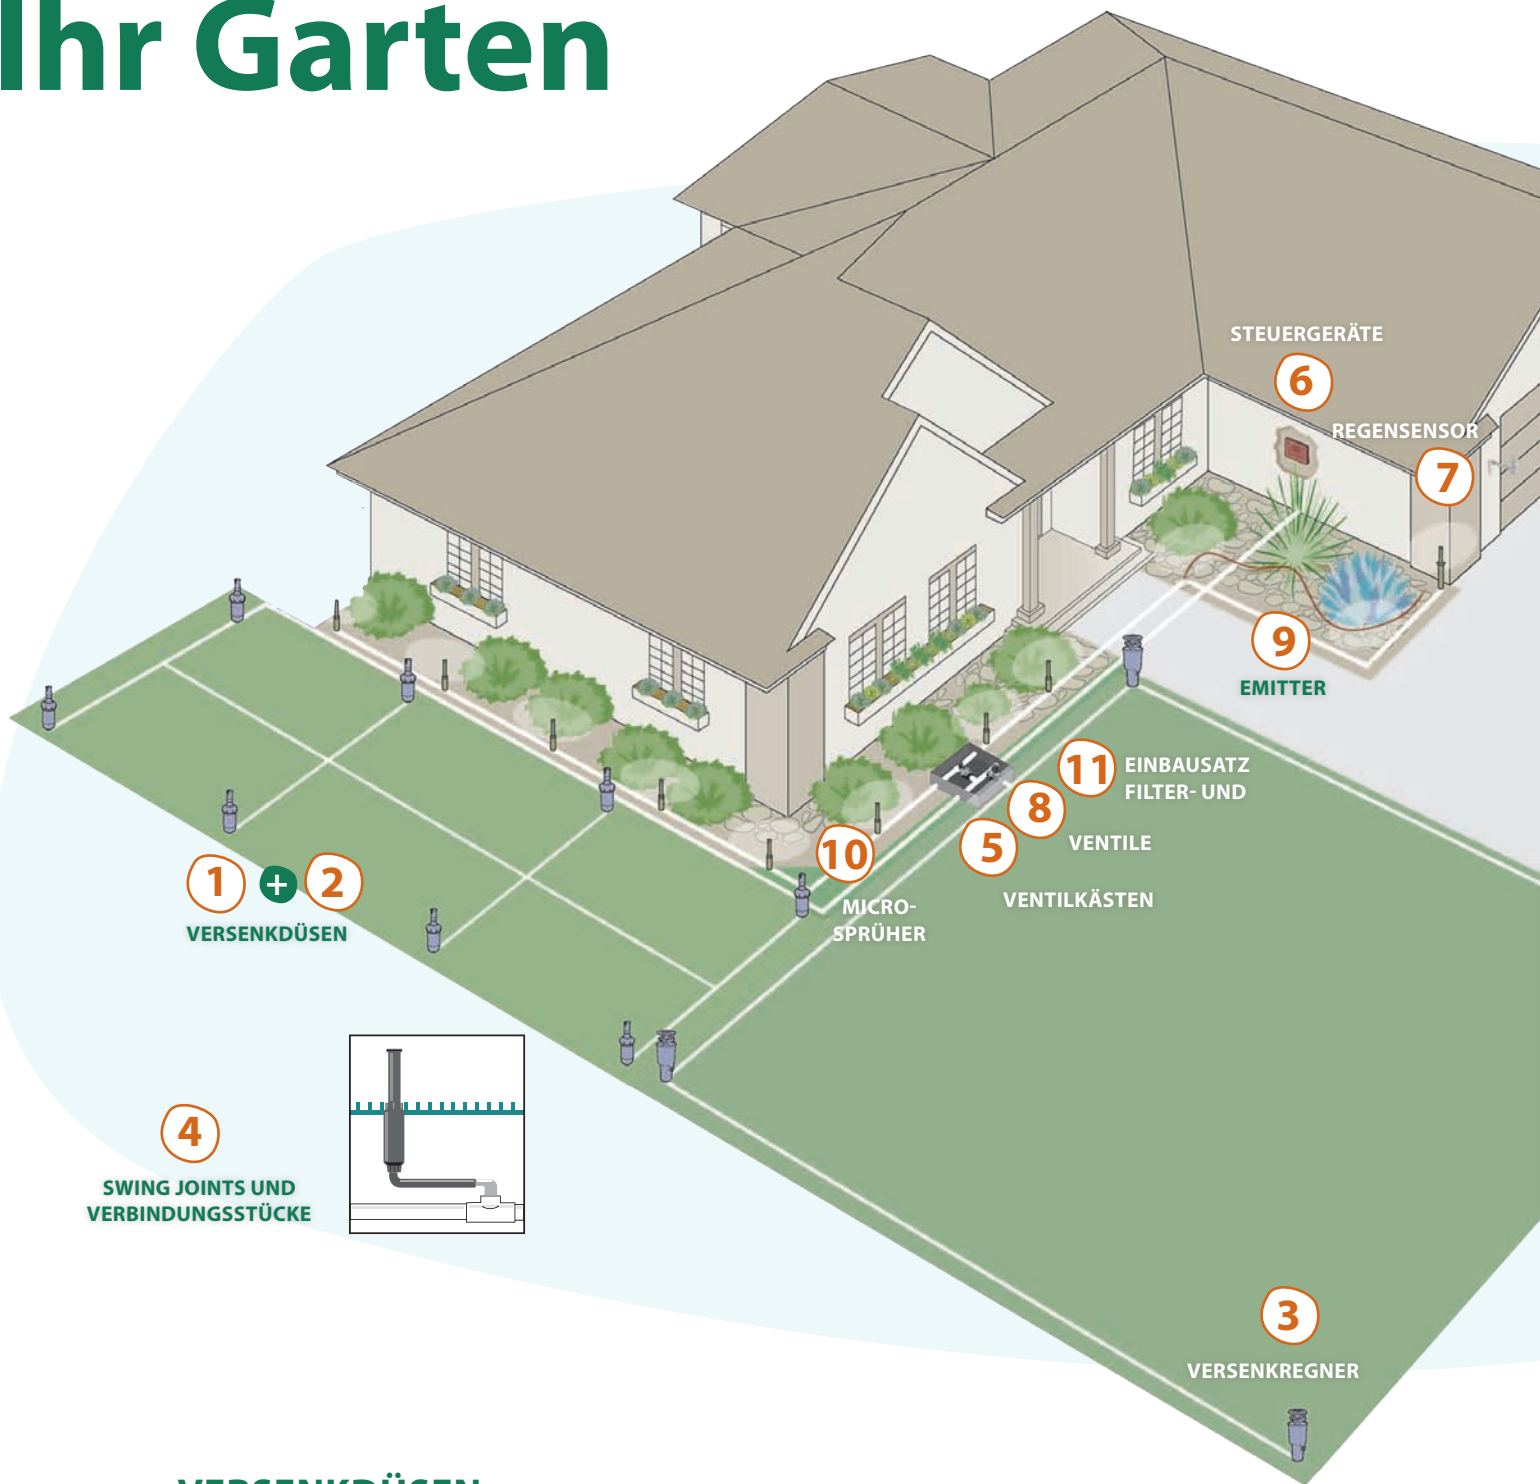 Ihr Garten
STEUERGERÄTE
6
REGENSENSOR
7
9
EMITTER
11 EINBAUSATZ
FILTER- UND
8
VENTILE
5
VENTILKÄSTEN
10
MICRO-
SPRÜHER
1 + 2
VERSENKDÜSEN
4
SWING JOINTS UND
VERBINDUNGSSTÜCKE
3
VERSENKREGNER
VERSENKDÜSEN